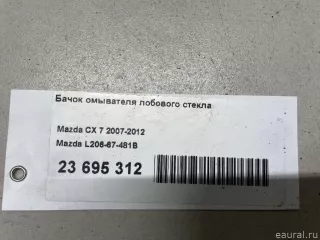 Бачок омывателя лобового стекла
Mazda CX 7 2007-2012
Mazda L206-67-481B
23 695 312
eaural.ru